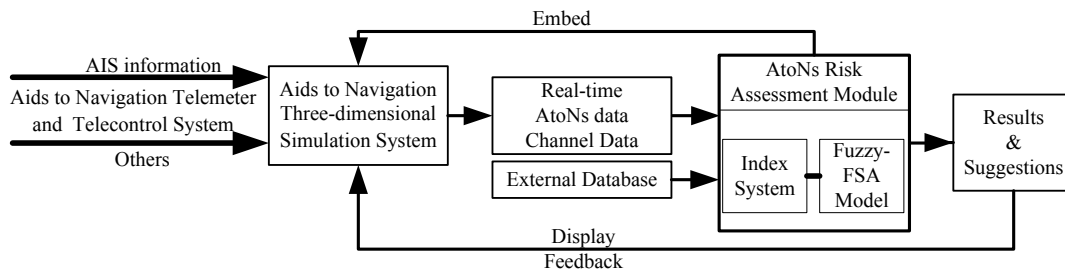 Embed
AIS information
Aids to Navigation Telemeter
and Telecontrol System
Others
Aids to Navigation
Three-dimensional
Simulation System
Real-time
AtoNs data
Channel Data
External Database
AtoNs Risk
Assessment Module
Index
System
Fuzzy-
FSA
Model
Results
&
Suggestions
Display
Feedback